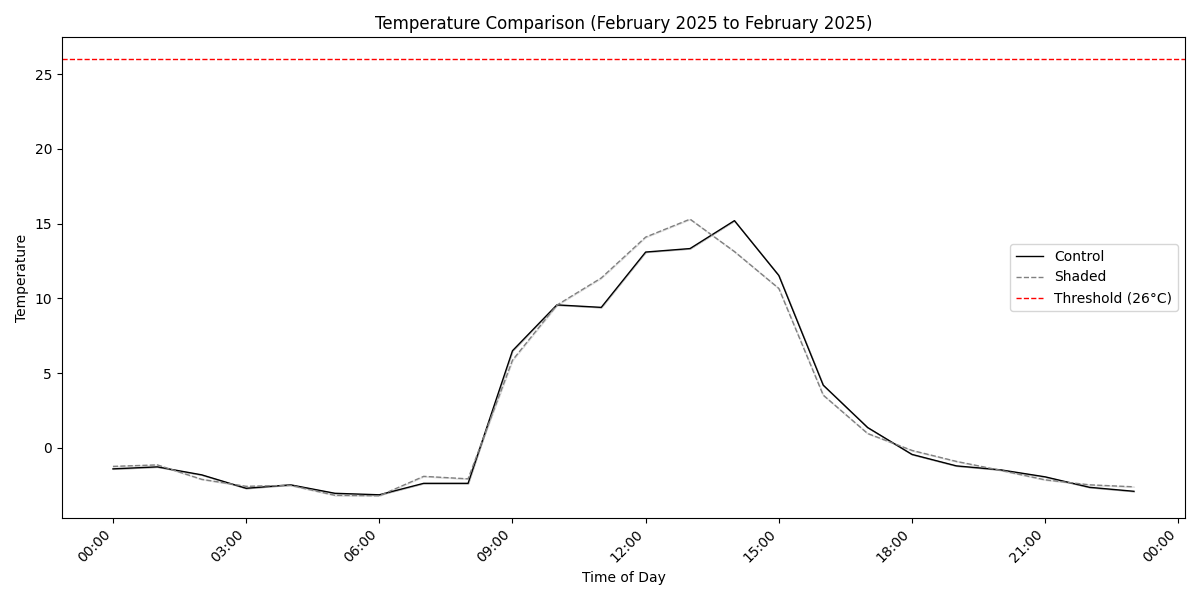 Temperature Comparison (February 2025 to February 2025)
25
20
15
10
5
0
Temperature
Control
Shaded
Threshold (26°C)
00:00
03:00
06:00
09:00
12:00
15:00
18:00
21:00
00:00
Time of Day